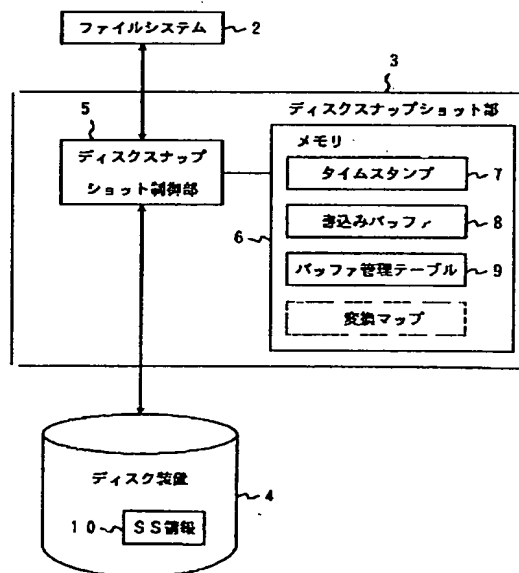 ファイルシステム
2
3
ディスクスナップショット部
5
ディスクスナップ
ショット制御部
メモリ
タイムスタンプ
7
書込みバッファ
8
6
バッファ管理テーブル
9
変換マップ
ディスク装置
4
10
SS情報